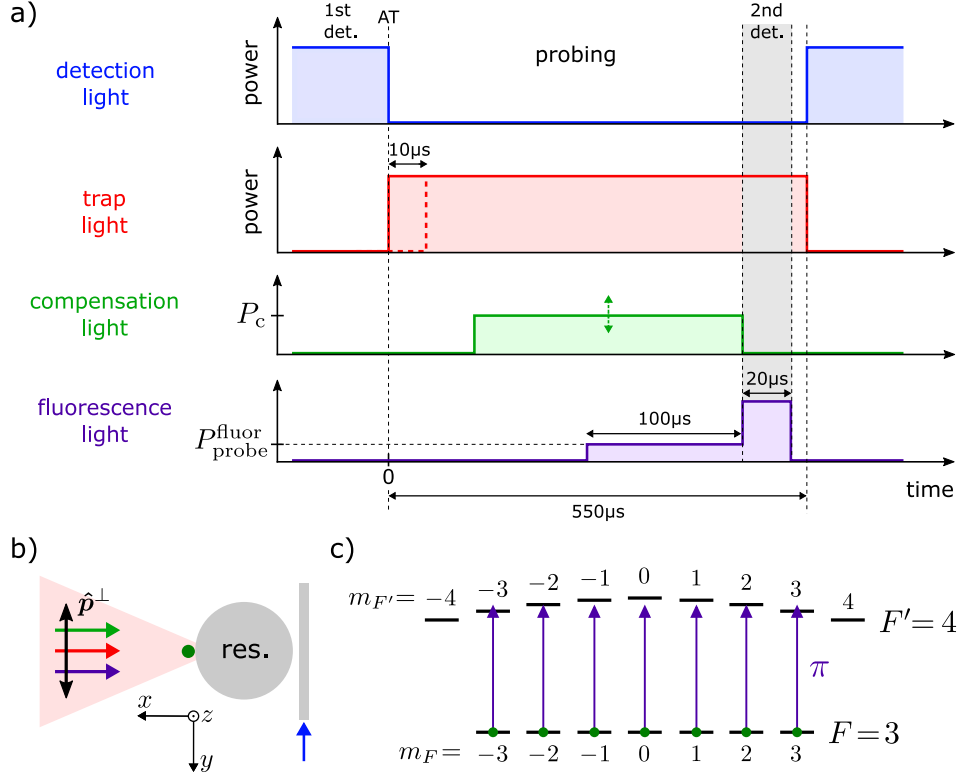 a)
1st
det.
AT
2nd
det.
detection
light
power
probing
10μs
trap
light
power
compensation
light
P_c
20μs
fluorescence
light
100μs
P_probe^fluor
0
time
550μs
b)
p̂^⊥
res.
x
z
y
c)
m_F'= −4 −3 −2 −1 0 1 2 3 4
F'=4
π
F=3
m_F= −3 −2 −1 0 1 2 3